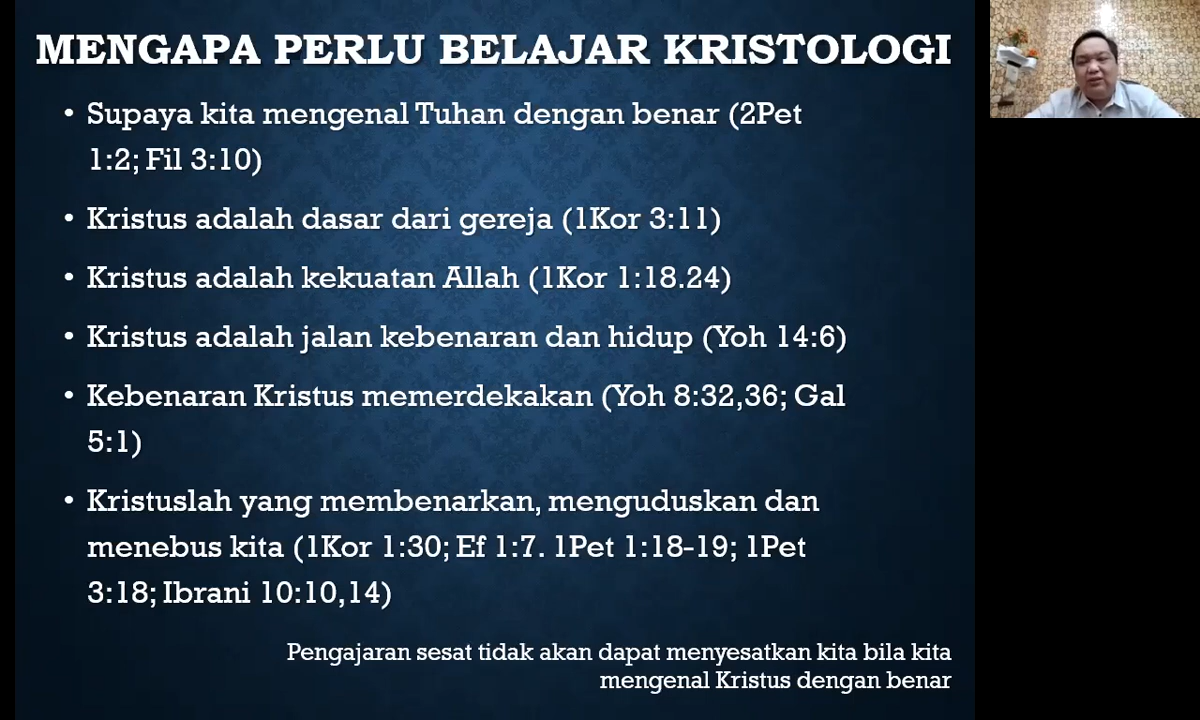 MENGAPA PERLU BELAJAR KRISTOLOGI
• Supaya kita mengenal Tuhan dengan benar (2Pet
1:2; Fil 3:10)
• Kristus adalah dasar dari gereja (1Kor 3:11)
• Kristus adalah kekuatan Allah (1Kor 1:18.24)
• Kristus adalah jalan kebenaran dan hidup (Yoh 14:6)
• Kebenaran Kristus memerdekakan (Yoh 8:32,36; Gal
5:1)
• Kristuslah yang membenarkan, menguduskan dan
menebus kita (1Kor 1:30; Ef 1:7. 1Pet 1:18-19; 1Pet
3:18; Ibrani 10:10,14)
Pengajaran sesat tidak akan dapat menyesatkan kita bila kita
mengenal Kristus dengan benar